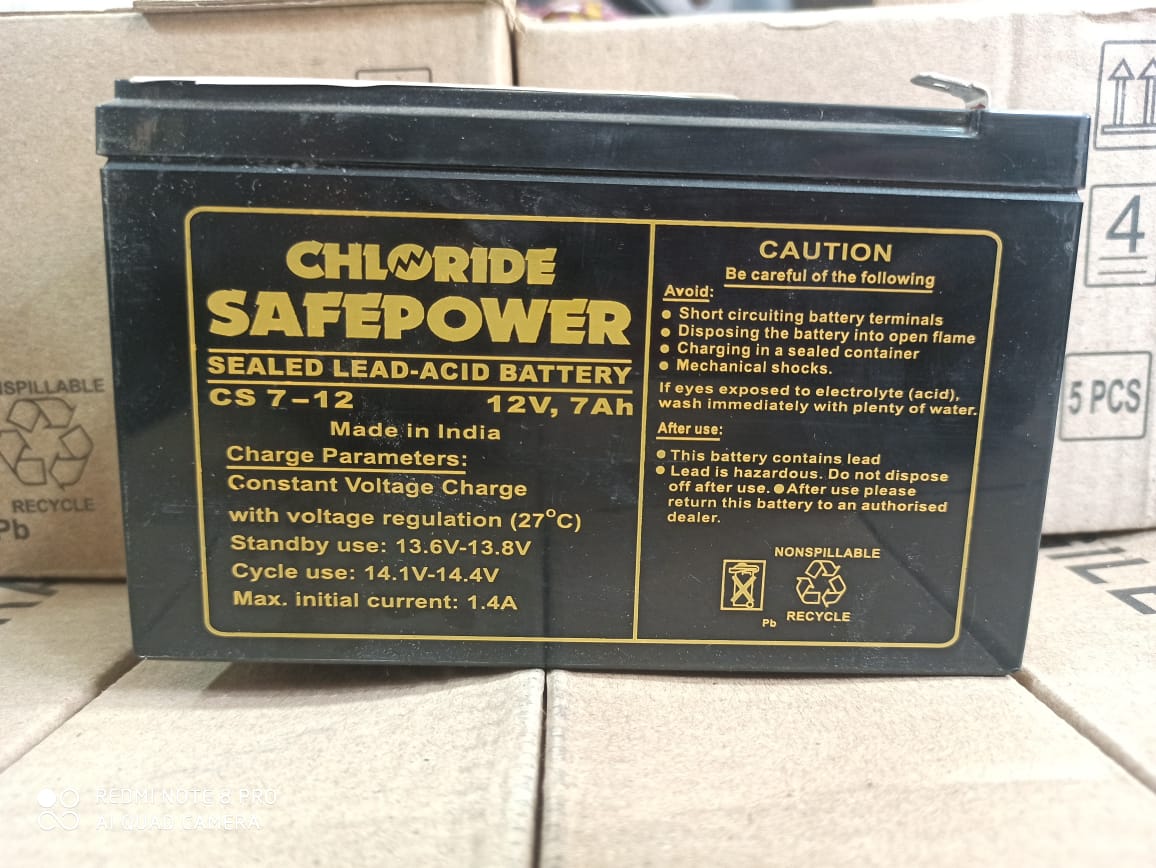 CHLORIDE
SAFEPOWER
SEALED LEAD-ACID BATTERY
CS 7-12 12V, 7Ah
Made in India
Charge Parameters:
Constant Voltage Charge
with voltage regulation (27°C)
Standby use: 13.6V-13.8V
Cycle use: 14.1V-14.4V
Max. initial current: 1.4A
CAUTION
Be careful of the following
Avoid:
● Short circuiting battery terminals
● Disposing the battery into open flame
● Charging in a sealed container
● Mechanical shocks.
If eyes exposed to electrolyte (acid),
wash immediately with plenty of water.
After use:
● This battery contains lead
● Lead is hazardous. Do not dispose
off after use. ● After use please
return this battery to an authorised
dealer.
NONSPILLABLE
Pb RECYCLE
4
5 PCS
RECYCLE
Pb
REDMI NOTE 8 PRO
AI QUAD CAMERA